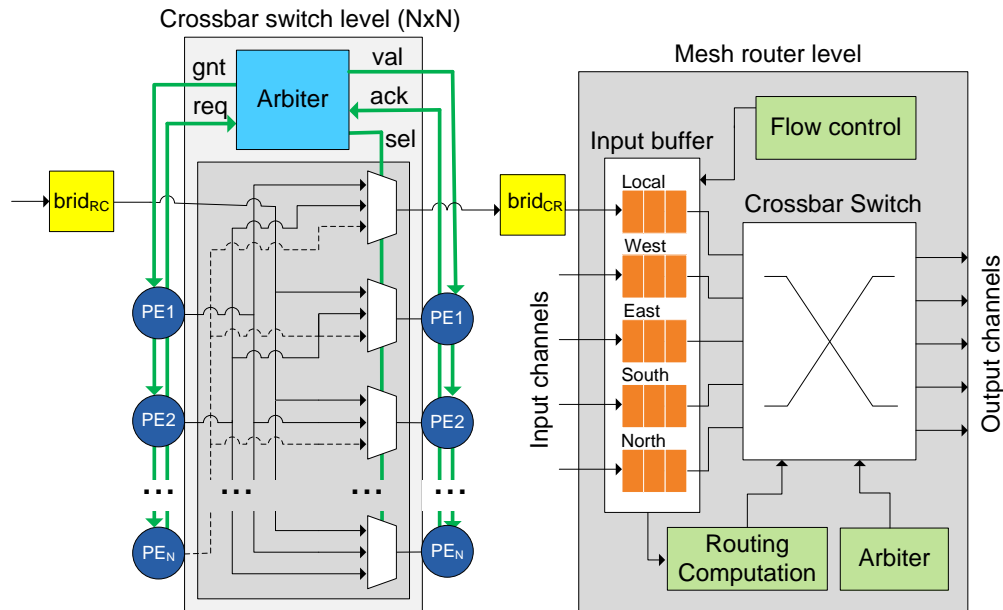 Crossbar switch level (NxN)
gnt
val
Arbiter
req
ack
sel
bridRC
PE1
PE2
...
PEN
PE1
PE2
...
PEN
...
...
bridCR
Mesh router level
Flow control
Input buffer
Local
West
East
South
North
Input channels
Crossbar Switch
Output channels
Routing
Computation
Arbiter